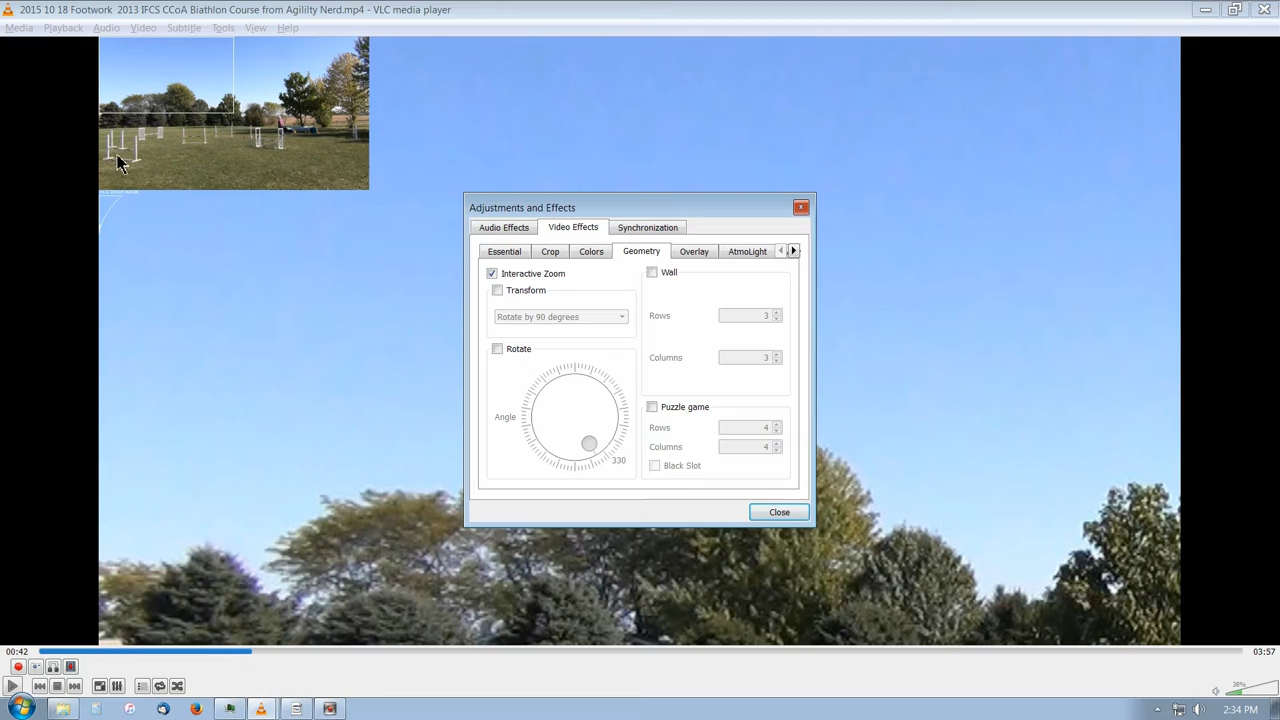 2015 10 18 Footwork  2013 IFCS CCoA Biathlon Course from Agililty Nerd.mp4 - VLC media player
Media Playback Audio Video Subtitle Tools View Help
Adjustments and Effects
Audio Effects Video Effects Synchronization
Essential Crop Colors Geometry Overlay AtmoLight
Interactive Zoom
Wall
Transform
Rotate by 90 degrees
Rows 3
Rotate
Columns 3
Angle
330
Puzzle game
Rows 4
Columns 4
Black Slot
Close
00:42 03:57
38%
2:34 PM